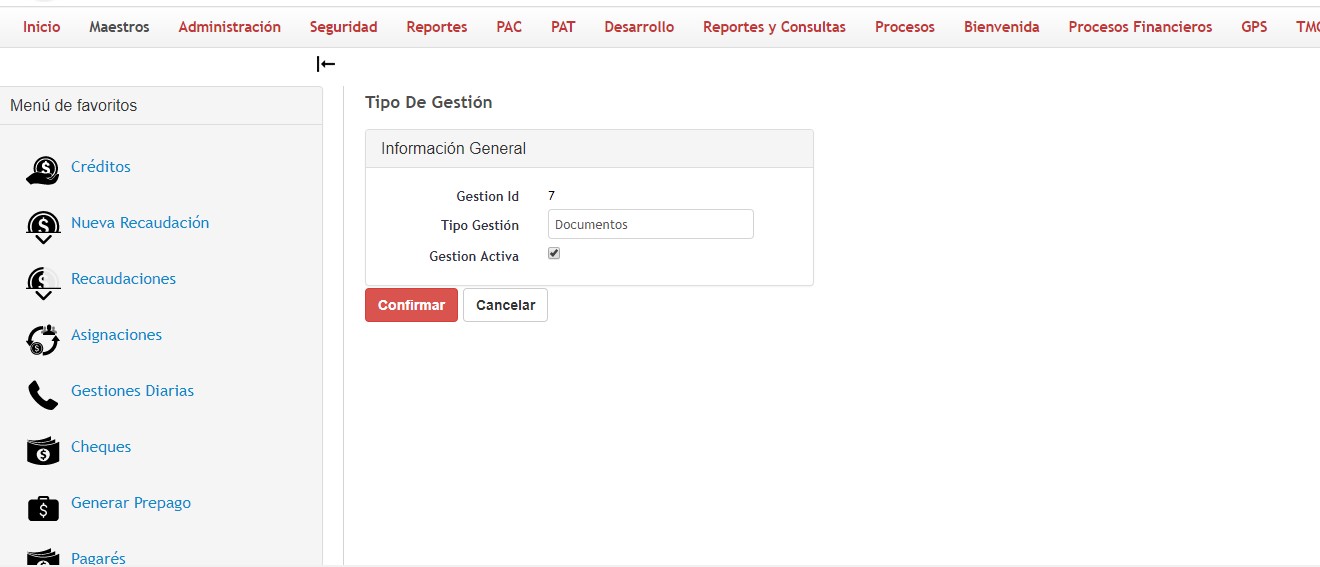 Inicio Maestros Administración Seguridad Reportes PAC PAT Desarrollo Reportes y Consultas Procesos Bienvenida Procesos Financieros GPS TMC
Menú de favoritos
Créditos
Nueva Recaudación
Recaudaciones
Asignaciones
Gestiones Diarias
Cheques
Generar Prepago
Pagarés
Tipo De Gestión
Información General
Gestion Id 7
Tipo Gestión Documentos
Gestion Activa
Confirmar Cancelar